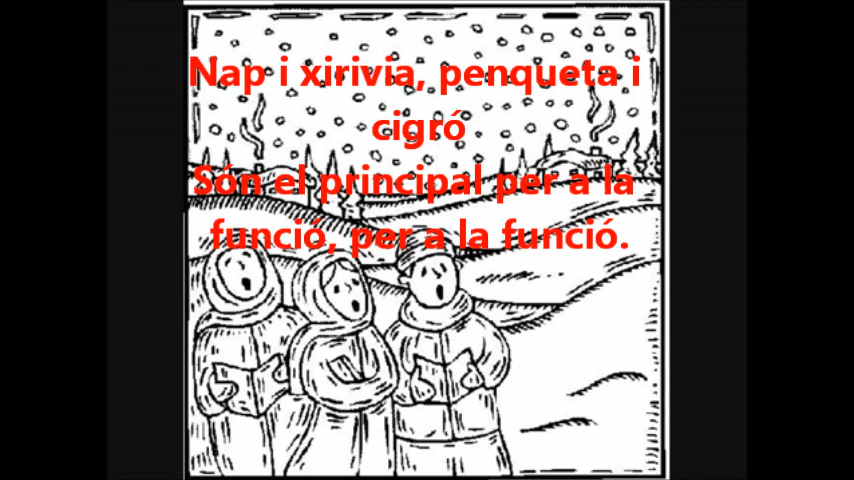 Nap i xirivia, penqueta i
cigró
Són el principal per a la
funció, per a la funció.